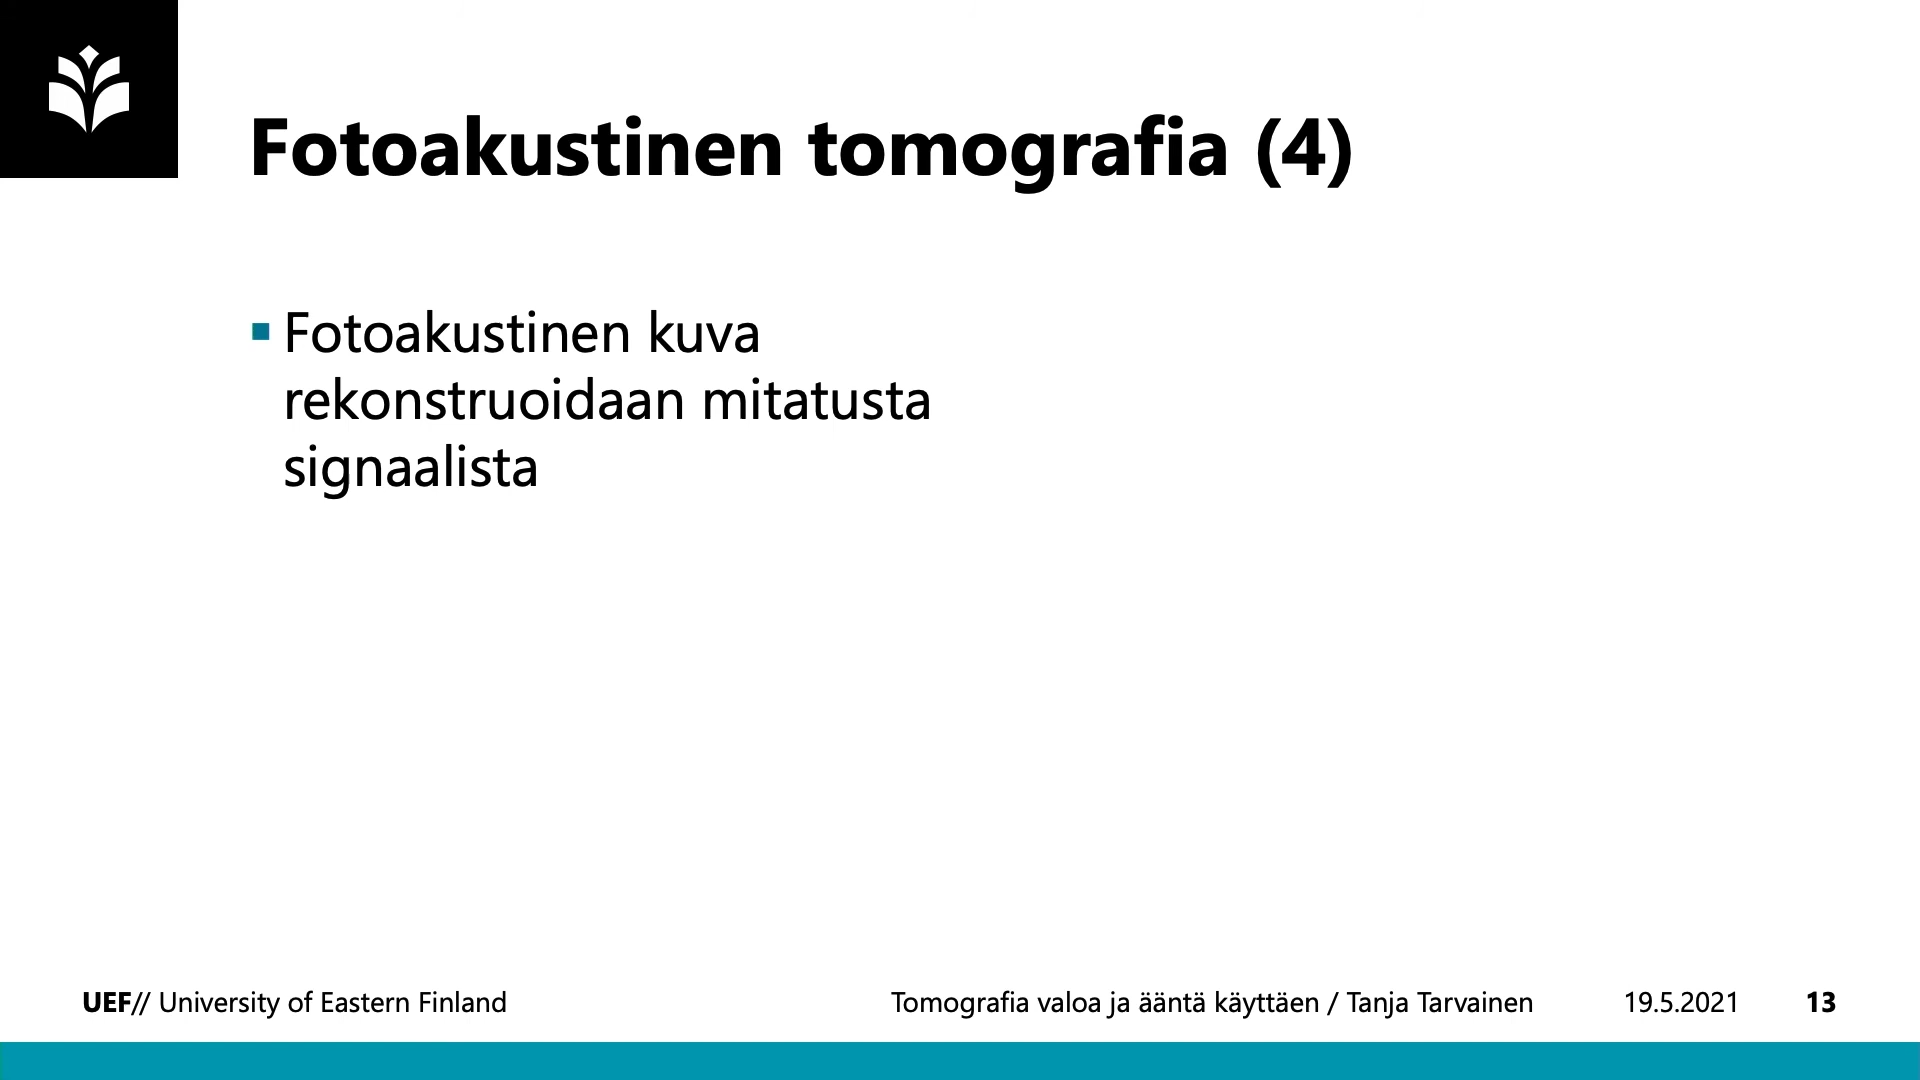 Fotoakustinen tomografia (4)
▪ Fotoakustinen kuva
rekonstruoidaan mitatusta
signaalista
UEF// University of Eastern Finland
Tomografia valoa ja ääntä käyttäen / Tanja Tarvainen
19.5.2021
13